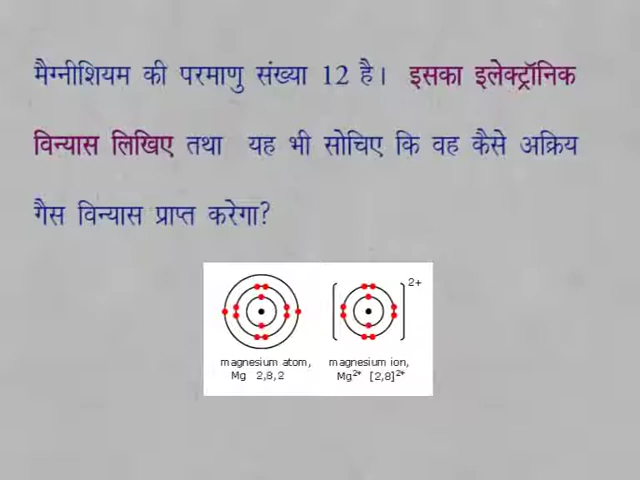 मैग्नीशियम की परमाणु संख्या 12 है। इसका इलेक्ट्रॉनिक
विन्यास लिखिए तथा यह भी सोचिए कि वह कैसे अक्रिय
गैस विन्यास प्राप्त करेगा?
2+
magnesium atom, magnesium ion,
Mg 2,8,2 Mg²⁺ [2,8]²⁺